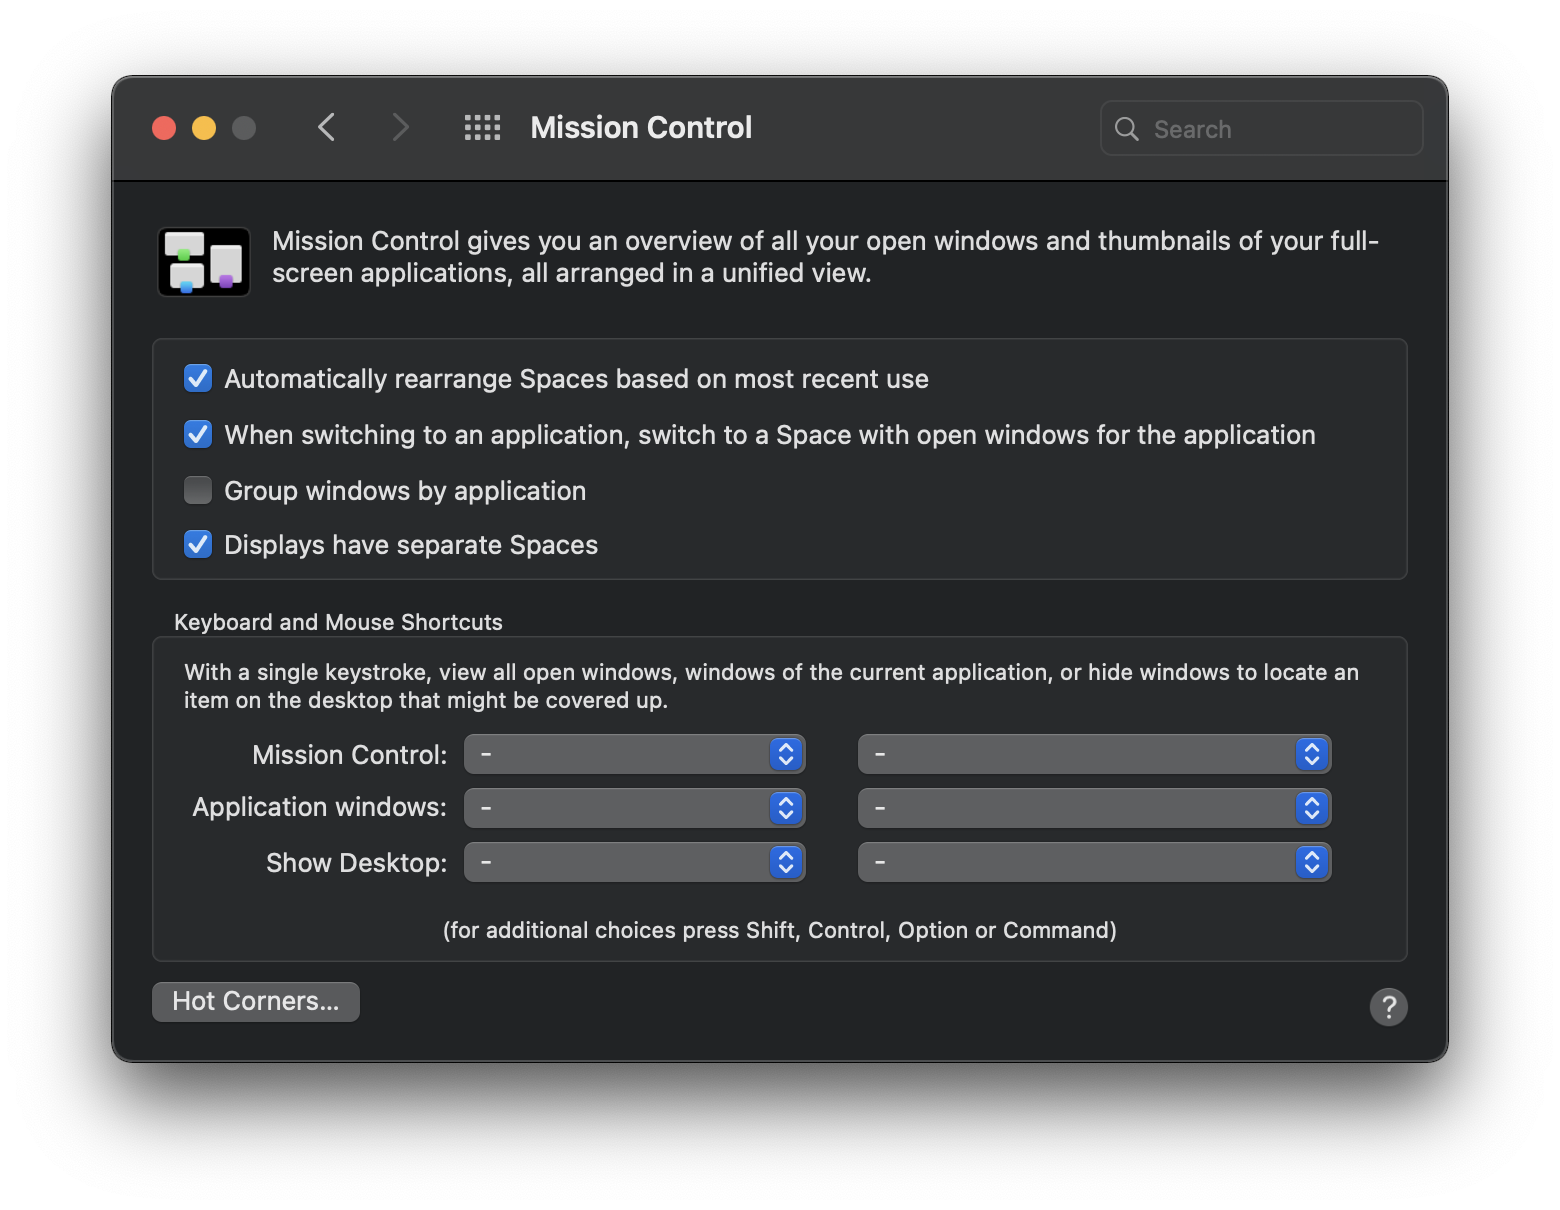 Mission Control
Search
Mission Control gives you an overview of all your open windows and thumbnails of your full-
screen applications, all arranged in a unified view.
Automatically rearrange Spaces based on most recent use
When switching to an application, switch to a Space with open windows for the application
Group windows by application
Displays have separate Spaces
Keyboard and Mouse Shortcuts
With a single keystroke, view all open windows, windows of the current application, or hide windows to locate an
item on the desktop that might be covered up.
Mission Control: - -
Application windows: - -
Show Desktop: - -
(for additional choices press Shift, Control, Option or Command)
Hot Corners... ?